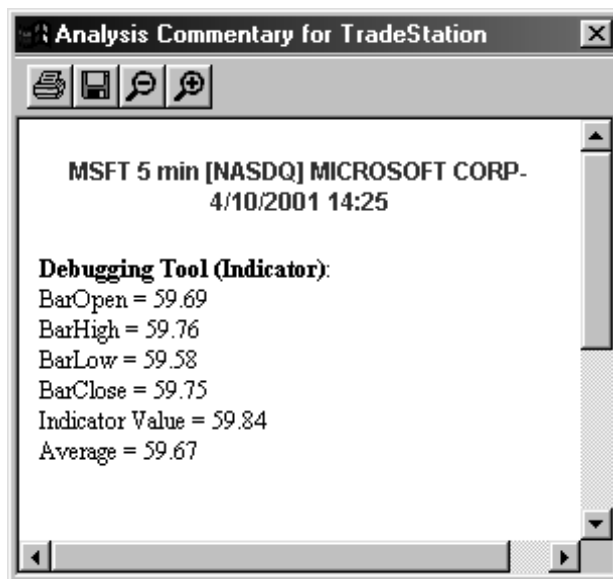 Analysis Commentary for TradeStation
MSFT 5 min [NASDQ] MICROSOFT CORP-
4/10/2001 14:25
Debugging Tool (Indicator):
BarOpen = 59.69
BarHigh = 59.76
BarLow = 59.58
BarClose = 59.75
Indicator Value = 59.84
Average = 59.67